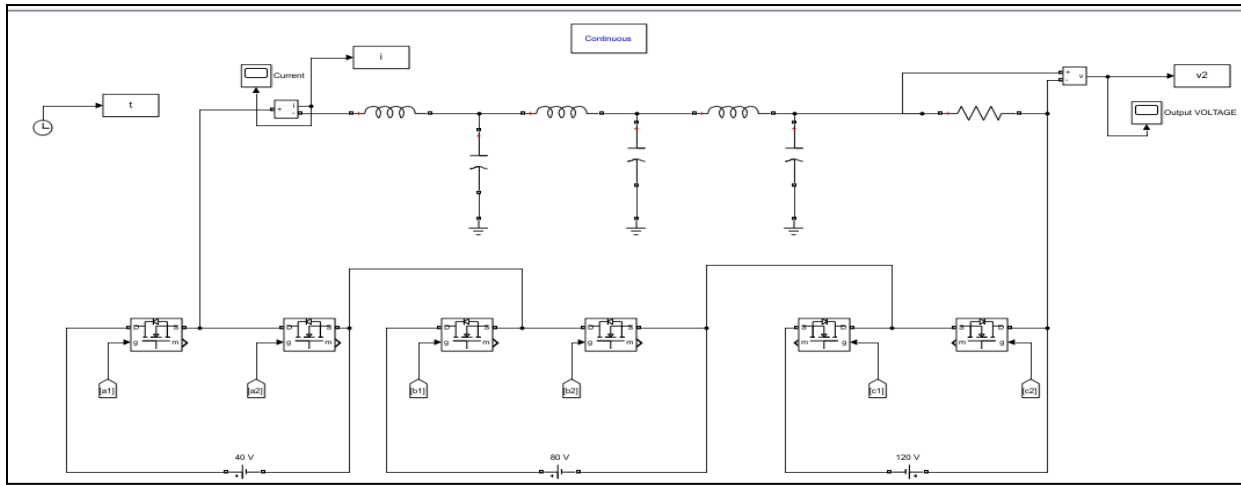 Continuous
i
Current
t
i
+
-
+
-
v
v2
Output VOLTAGE
D S
g m
D S
g m
D S
g m
D S
g m
S D
m g
S D
m g
[a1]
[a2]
[b1]
[b2]
[c1]
[c2]
40 V
80 V
120 V
+
+
+